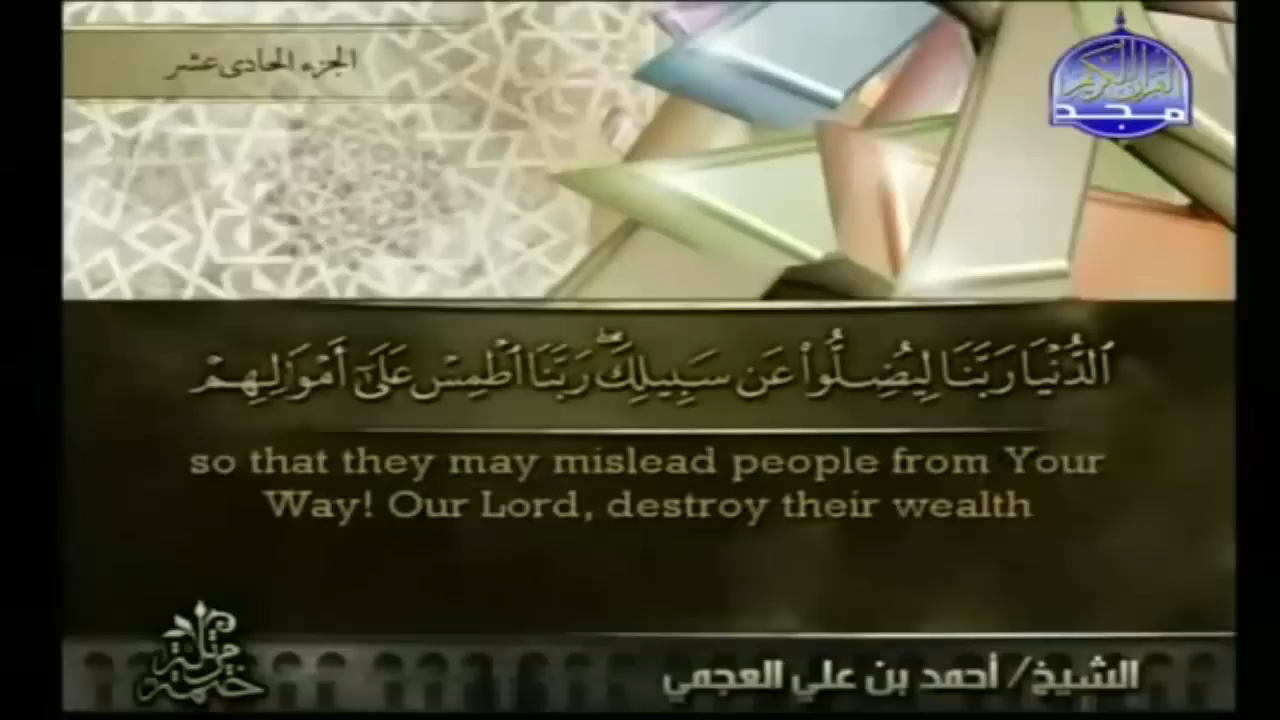 الجزء الحادي عشر
القرآن الكريم
مجد
ٱلدُّنْيَا رَبَّنَا لِيُضِلُّوا۟ عَن سَبِيلِكَ ۖ رَبَّنَا ٱطْمِسْ عَلَىٰٓ أَمْوَٰلِهِمْ
so that they may mislead people from Your
Way! Our Lord, destroy their wealth
ختمة مرتلة
الشيخ/ أحمد بن علي العجمي